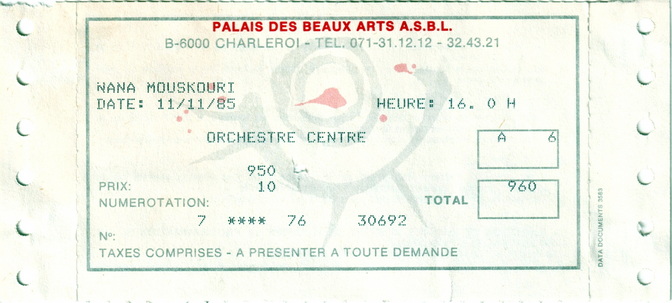 PALAIS DES BEAUX ARTS A.S.B.L.
B-6000 CHARLEROI - TEL. 071-31.12.12 - 32.43.21
NANA MOUSKOURI
DATE: 11/11/85 HEURE: 16. 0 H
ORCHESTRE CENTRE A 6
950
PRIX: 10 960
NUMEROTATION: TOTAL
7 **** 76 30692
Nº:
TAXES COMPRISES - A PRESENTER A TOUTE DEMANDE
DATA DOCUMENTS 3583